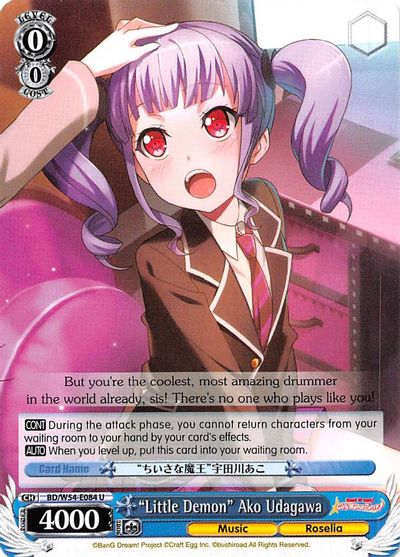 LEVEL
0
0
COST
But you're the coolest, most amazing drummer
in the world already, sis! There's no one who plays like you!
CONT During the attack phase, you cannot return characters from your
waiting room to your hand by your card's effects.
AUTO When you level up, put this card into your waiting room.
Card Name
"ちいさな魔王"宇田川あこ
CH BD/W54-E084 U
"Little Demon" Ako Udagawa
POWER
4000
SOUL
Music
Roselia
©BanG Dream! Project ©Craft Egg Inc. ©bushiroad All Rights Reserved.